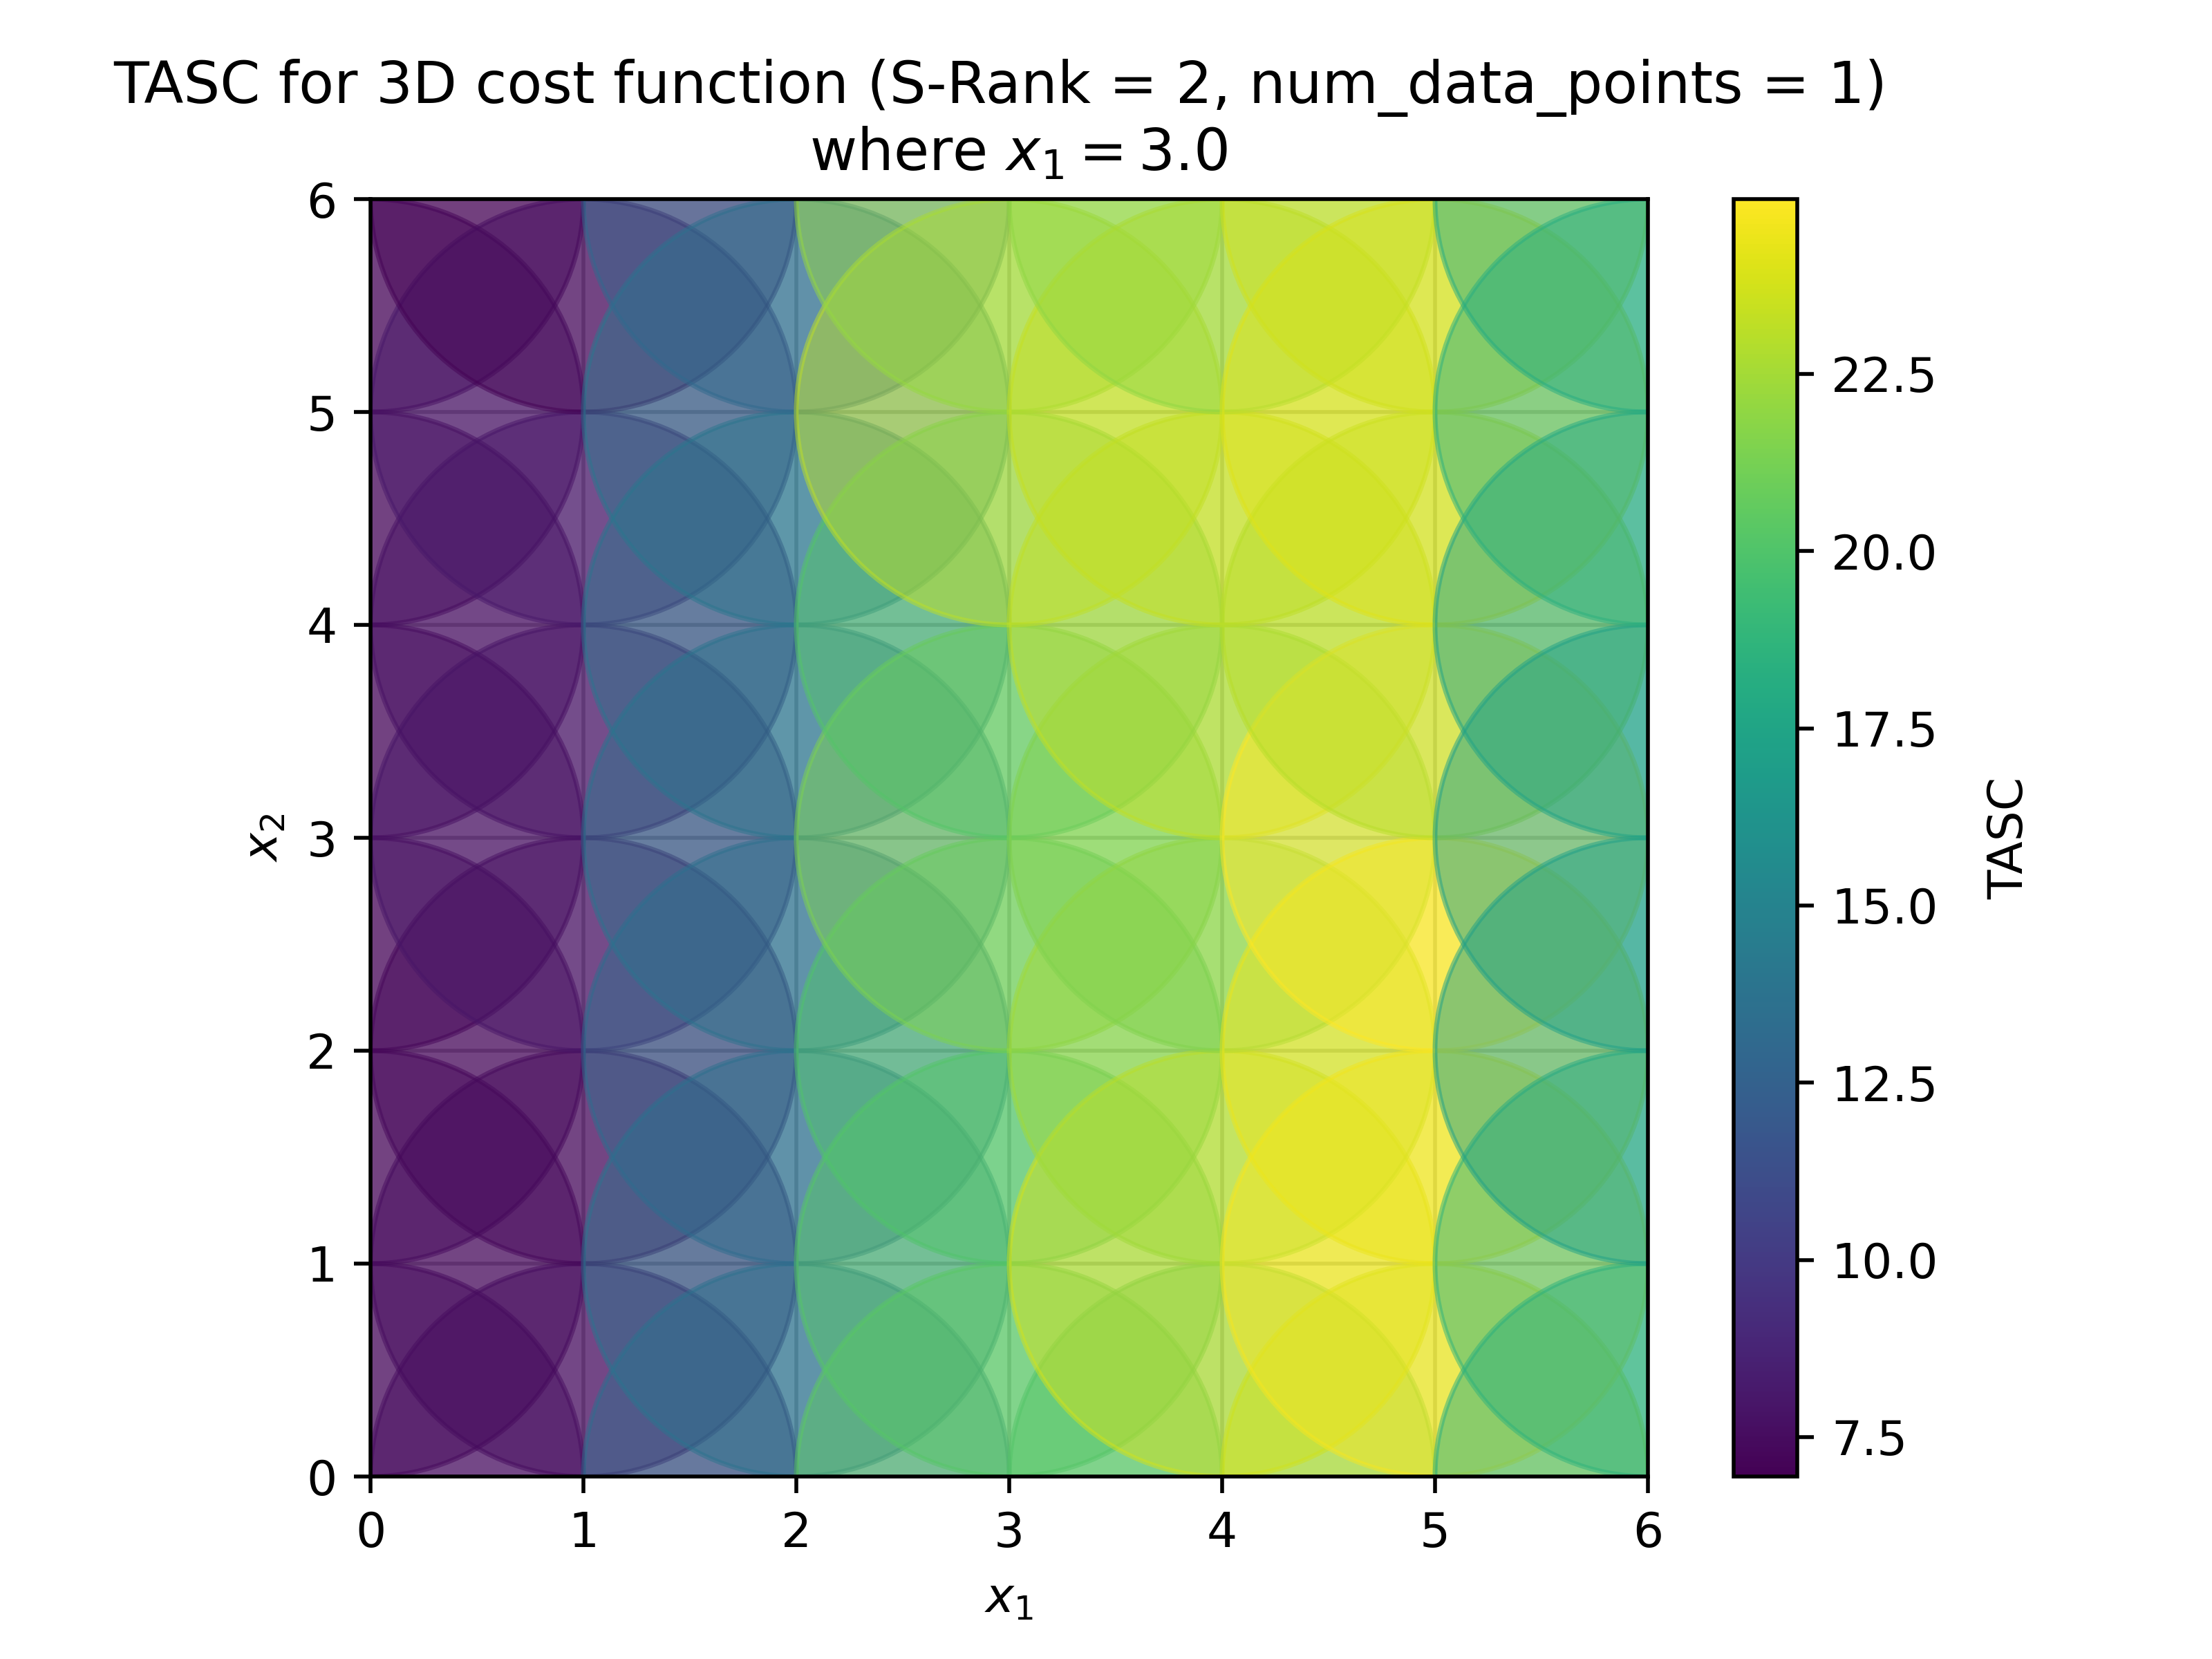 TASC for 3D cost function (S-Rank = 2, num_data_points = 1)
where x₁ = 3.0
6
5
4
3
2
1
0
x₂
0 1 2 3 4 5 6
x₁
22.5
20.0
17.5
15.0
12.5
10.0
7.5
TASC